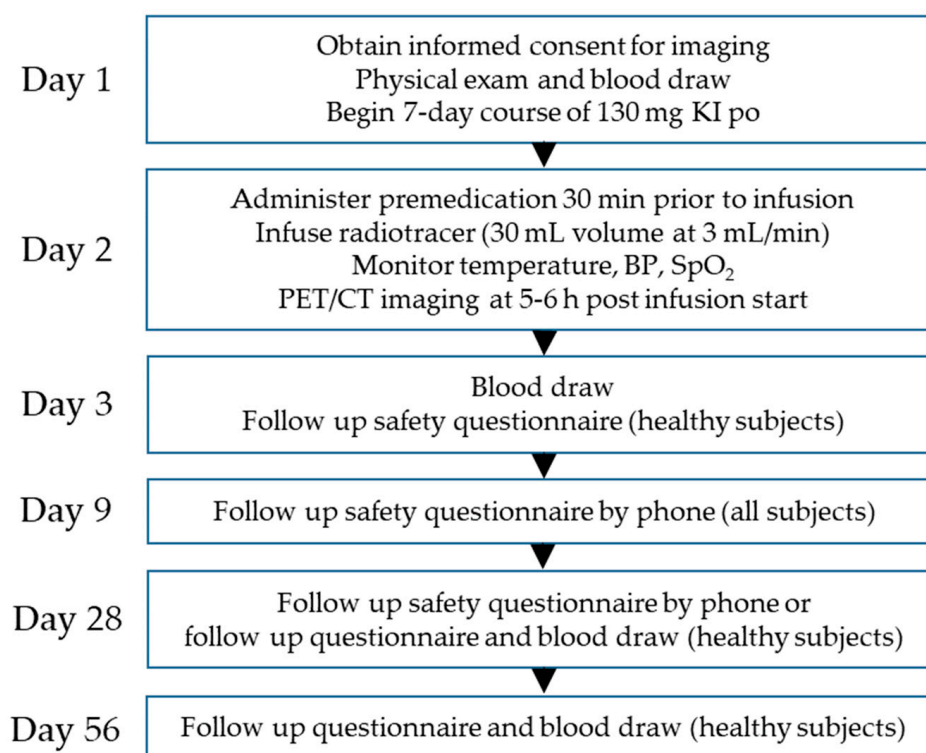 Day 1
Obtain informed consent for imaging
Physical exam and blood draw
Begin 7-day course of 130 mg KI po
Day 2
Administer premedication 30 min prior to infusion
Infuse radiotracer (30 mL volume at 3 mL/min)
Monitor temperature, BP, SpO₂
PET/CT imaging at 5-6 h post infusion start
Day 3
Blood draw
Follow up safety questionnaire (healthy subjects)
Day 9
Follow up safety questionnaire by phone (all subjects)
Day 28
Follow up safety questionnaire by phone or
follow up questionnaire and blood draw (healthy subjects)
Day 56
Follow up questionnaire and blood draw (healthy subjects)